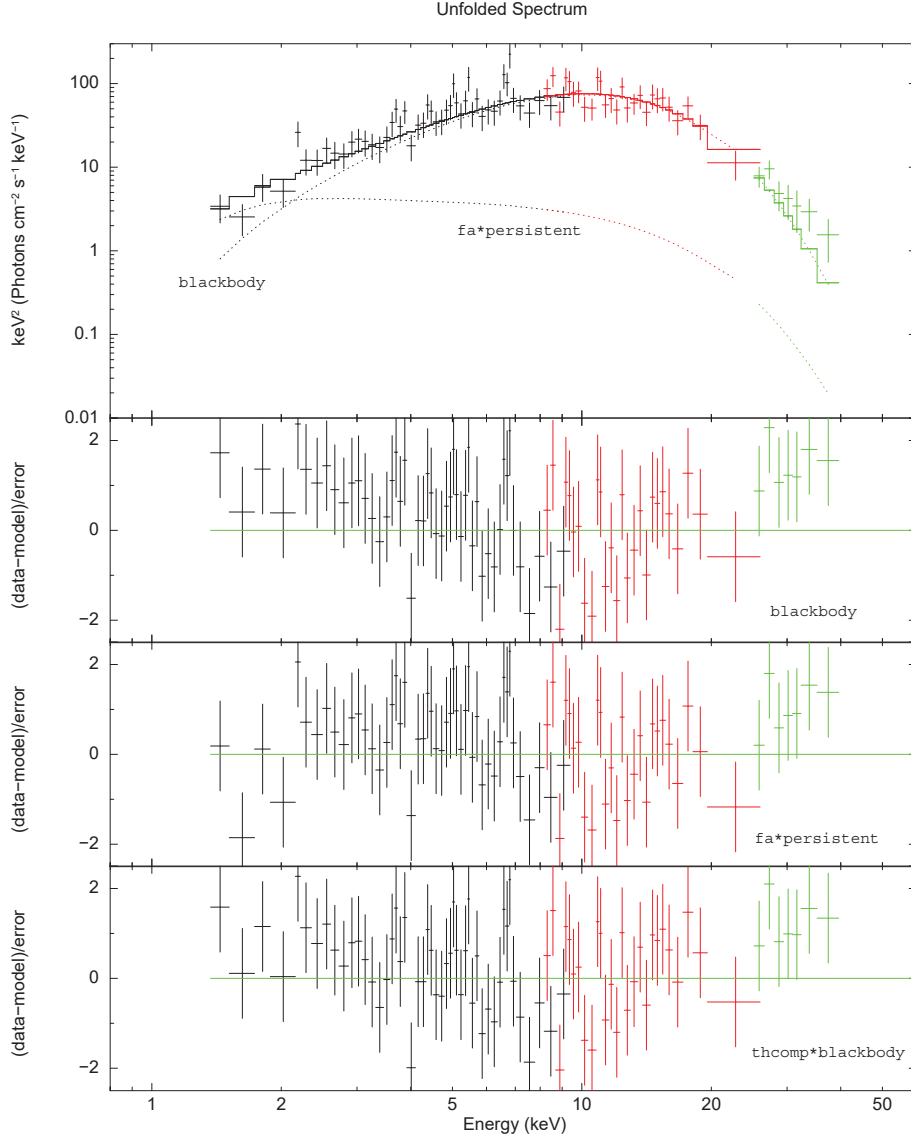 Unfolded Spectrum
keV² (Photons cm⁻² s⁻¹ keV⁻¹)
100
10
1
0.1
0.01
fa*persistent
blackbody
(data−model)/error
2
0
−2
blackbody
(data−model)/error
2
0
−2
fa*persistent
(data−model)/error
2
0
−2
thcomp*blackbody
1 2 5 10 20 50
Energy (keV)